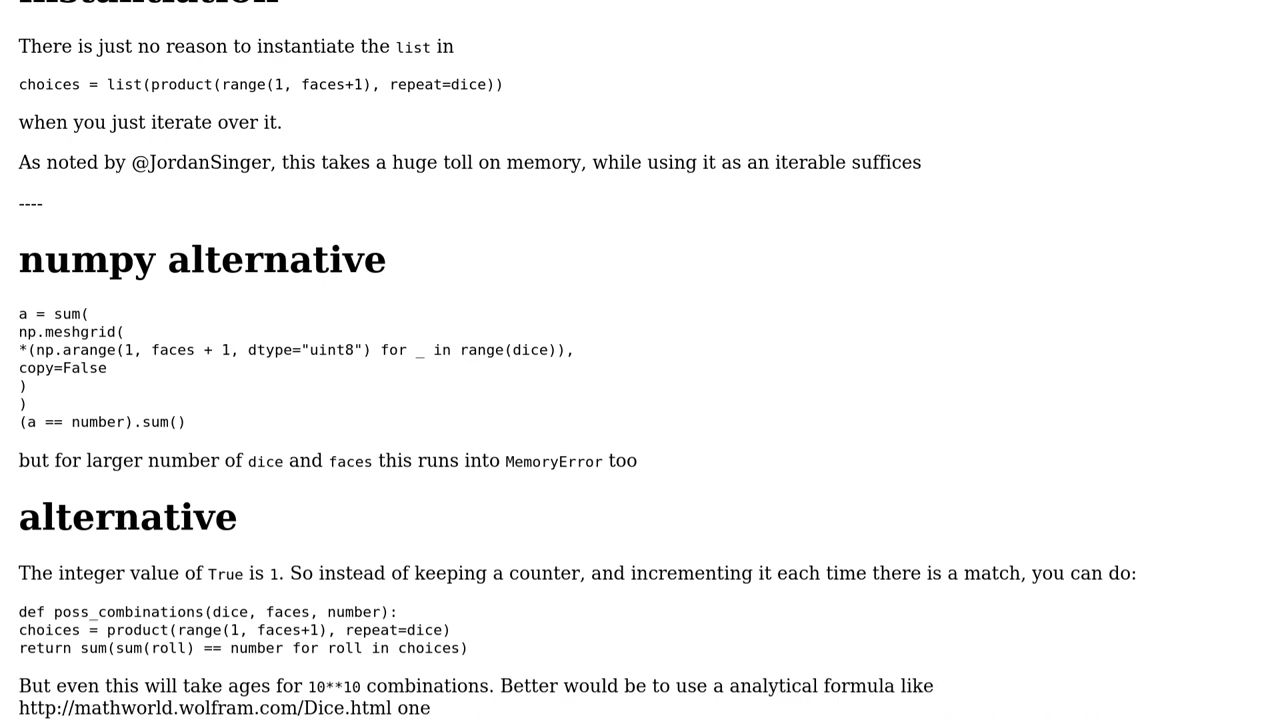 instantiation
There is just no reason to instantiate the list in
choices = list(product(range(1, faces+1), repeat=dice))
when you just iterate over it.
As noted by @JordanSinger, this takes a huge toll on memory, while using it as an iterable suffices
----
numpy alternative
a = sum(
np.meshgrid(
*(np.arange(1, faces + 1, dtype="uint8") for _ in range(dice)),
copy=False
)
)
(a == number).sum()
but for larger number of dice and faces this runs into MemoryError too
alternative
The integer value of True is 1. So instead of keeping a counter, and incrementing it each time there is a match, you can do:
def poss_combinations(dice, faces, number):
choices = product(range(1, faces+1), repeat=dice)
return sum(sum(roll) == number for roll in choices)
But even this will take ages for 10**10 combinations. Better would be to use a analytical formula like
http://mathworld.wolfram.com/Dice.html one